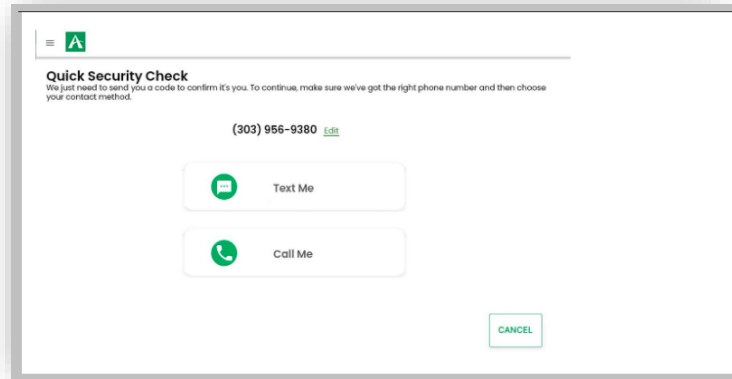 Quick Security Check
We just need to send you a code to confirm it's you. To continue, make sure we've got the right phone number and then choose
your contact method.
(303) 956-9380 Edit
Text Me
Call Me
CANCEL